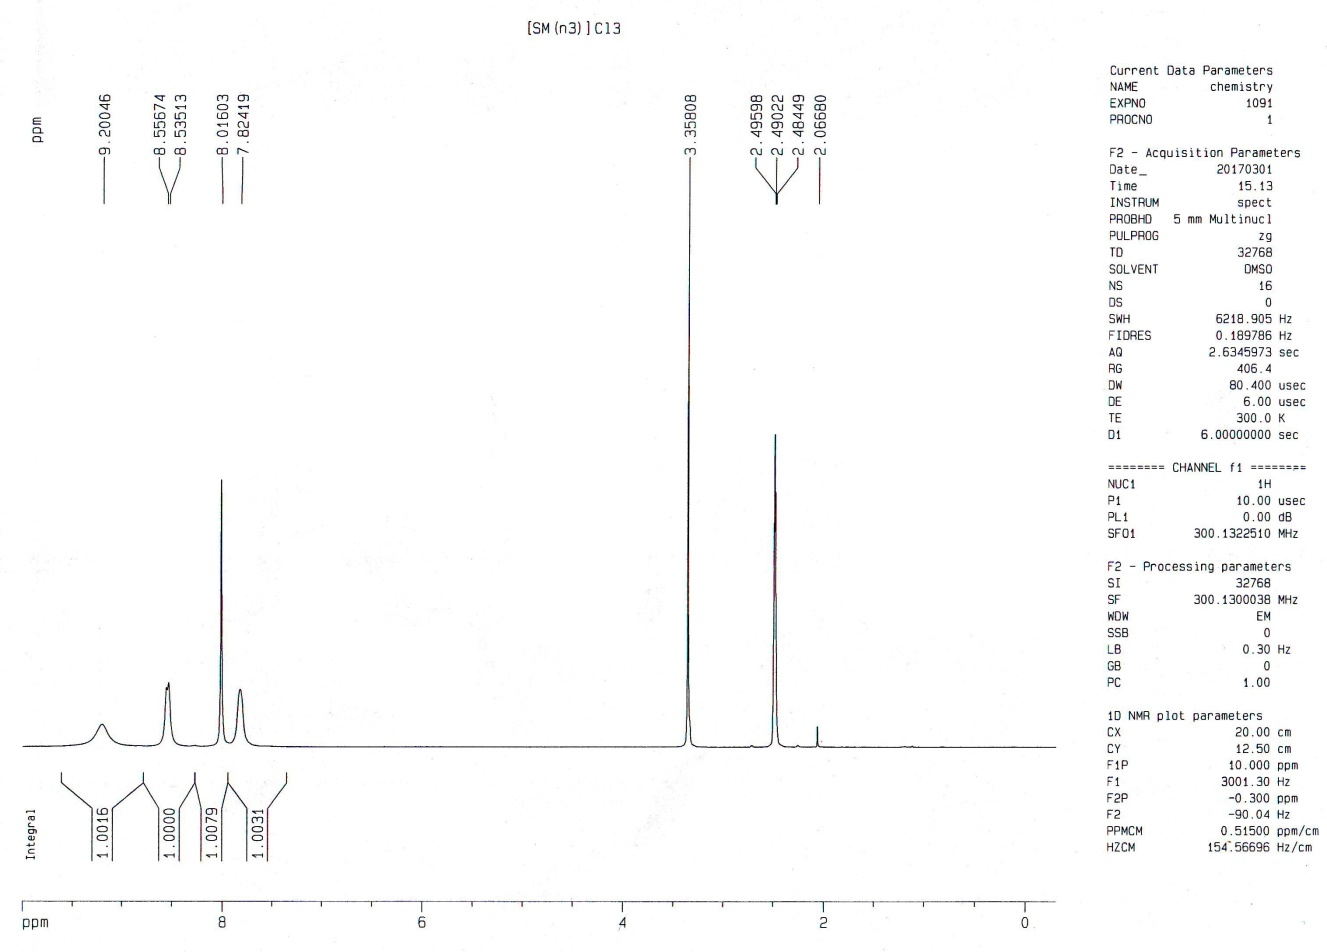 [SM(n3)]Cl3
ppm
9.20046
8.55674
8.53513
8.01603
7.82419
3.35808
2.49598
2.49022
2.48449
2.06680
Current Data Parameters
NAME chemistry
EXPNO 1091
PROCNO 1
F2 - Acquisition Parameters
Date_ 20170301
Time 15.13
INSTRUM spect
PROBHD 5 mm Multinucl
PULPROG zg
TD 32768
SOLVENT DMSO
NS 16
DS 0
SWH 6218.905 Hz
FIDRES 0.189786 Hz
AQ 2.6345973 sec
RG 406.4
DW 80.400 usec
DE 6.00 usec
TE 300.0 K
D1 6.00000000 sec
======== CHANNEL f1 ========
NUC1 1H
P1 10.00 usec
PL1 0.00 dB
SFO1 300.1322510 MHz
F2 - Processing parameters
SI 32768
SF 300.1300038 MHz
WDW EM
SSB 0
LB 0.30 Hz
GB 0
PC 1.00
1D NMR plot parameters
CX 20.00 cm
CY 12.50 cm
F1P 10.000 ppm
F1 3001.30 Hz
F2P -0.300 ppm
F2 -90.04 Hz
PPMCM 0.51500 ppm/cm
HZCM 154.56696 Hz/cm
Integral
1.0016
1.0000
1.0079
1.0031
ppm 8 6 4 2 0